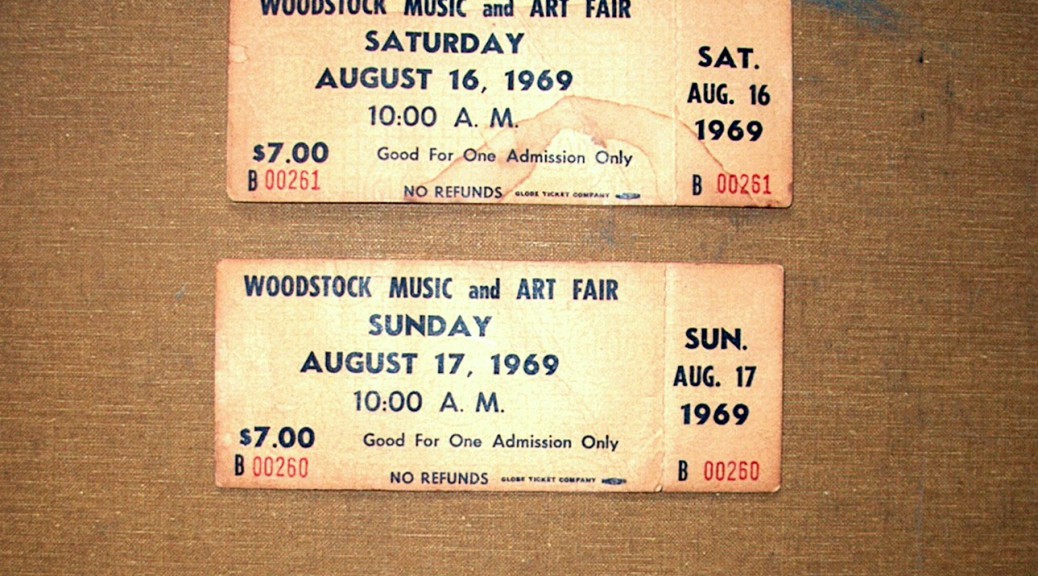 WOODSTOCK MUSIC and ART FAIR
SATURDAY
AUGUST 16, 1969
10:00 A. M.
$7.00 Good For One Admission Only
B 00261
NO REFUNDS GLOBE TICKET COMPANY
SAT.
AUG. 16
1969
B 00261
WOODSTOCK MUSIC and ART FAIR
SUNDAY
AUGUST 17, 1969
10:00 A. M.
$7.00 Good For One Admission Only
B 00260
NO REFUNDS GLOBE TICKET COMPANY
SUN.
AUG. 17
1969
B 00260